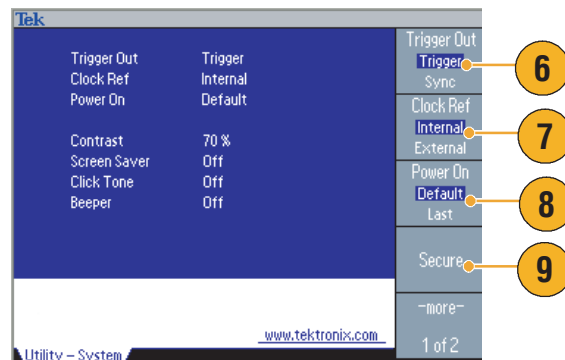 Tek
Trigger Out Trigger
Clock Ref Internal
Power On Default
Contrast 70 %
Screen Saver Off
Click Tone Off
Beeper Off
www.tektronix.com
Utility – System
Trigger Out
Trigger
Sync
Clock Ref
Internal
External
Power On
Default
Last
Secure
-more-
1 of 2
6
7
8
9